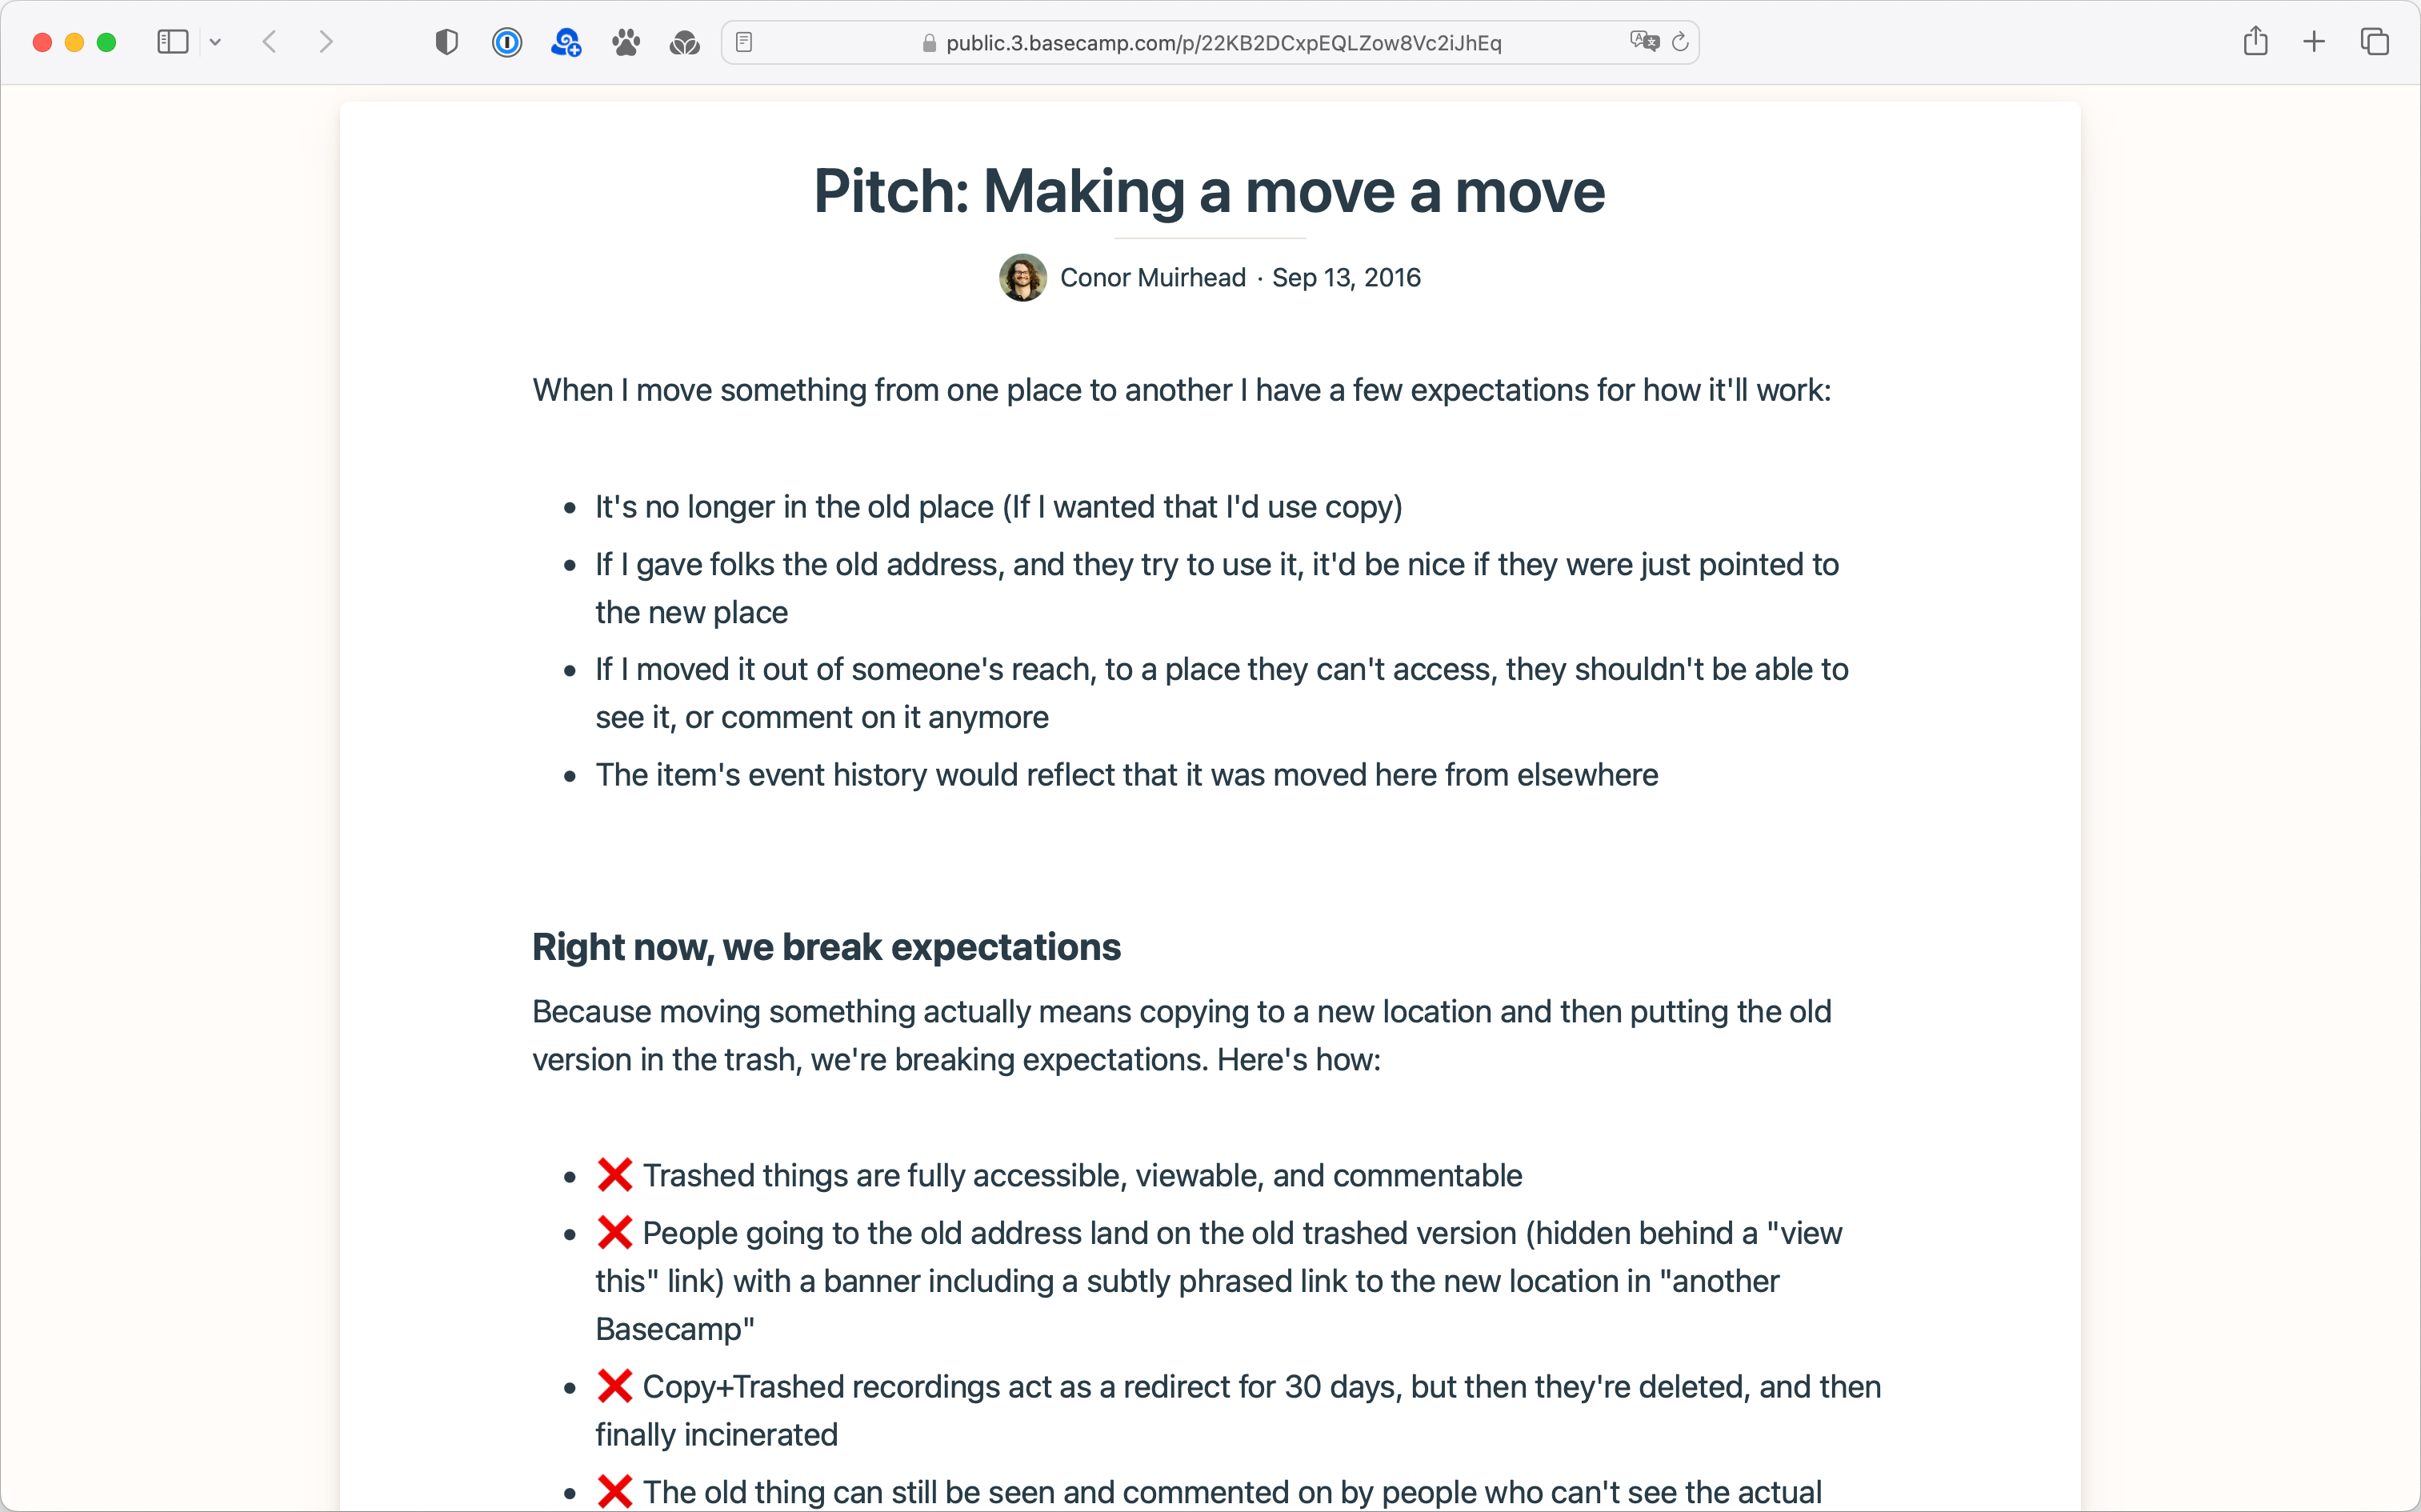 public.3.basecamp.com/p/22KB2DCxpEQLZow8Vc2iJhEq
Pitch: Making a move a move
Conor Muirhead · Sep 13, 2016
When I move something from one place to another I have a few expectations for how it'll work:
• It's no longer in the old place (If I wanted that I'd use copy)
• If I gave folks the old address, and they try to use it, it'd be nice if they were just pointed to
the new place
• If I moved it out of someone's reach, to a place they can't access, they shouldn't be able to
see it, or comment on it anymore
• The item's event history would reflect that it was moved here from elsewhere
Right now, we break expectations
Because moving something actually means copying to a new location and then putting the old
version in the trash, we're breaking expectations. Here's how:
• ❌ Trashed things are fully accessible, viewable, and commentable
• ❌ People going to the old address land on the old trashed version (hidden behind a "view
this" link) with a banner including a subtly phrased link to the new location in "another
Basecamp"
• ❌ Copy+Trashed recordings act as a redirect for 30 days, but then they're deleted, and then
finally incinerated
• ❌ The old thing can still be seen and commented on by people who can't see the actual